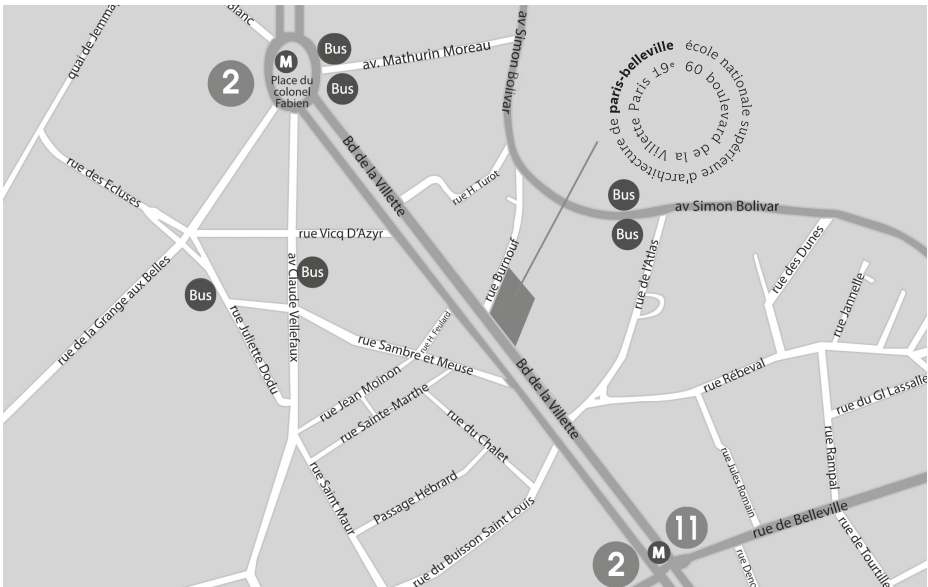 Blanc
quai de Jemma
M
Place du
colonel
Fabien
2
Bus
Bus
av. Mathurin Moreau
av Simon Bolivar
école nationale supérieure d'architecture de paris-belleville
60 boulevard de la Villette Paris 19e
rue des Ecluses
Bd de la Villette
rue H. Turot
Bus
Bus
av Simon Bolivar
rue Vicq D'Azyr
rue de la Grange aux Belles
Bus
av Claude Vellefaux
Bus
rue Burnouf
rue de l'Atlas
rue des Dunes
rue Jannelle
rue Juliette Dodu
rue H. Feulard
rue Sambre et Meuse
rue Jean Moinon
rue Sainte-Marthe
Bd de la Villette
rue Rébeval
rue du Gl Lassalle
rue du Chalet
rue Saint Maur
Passage Hébrard
rue du Buisson Saint Louis
rue Jules Romain
rue Rampal
rue de Belleville
11
M
2
rue Deno
rue de Tourtille